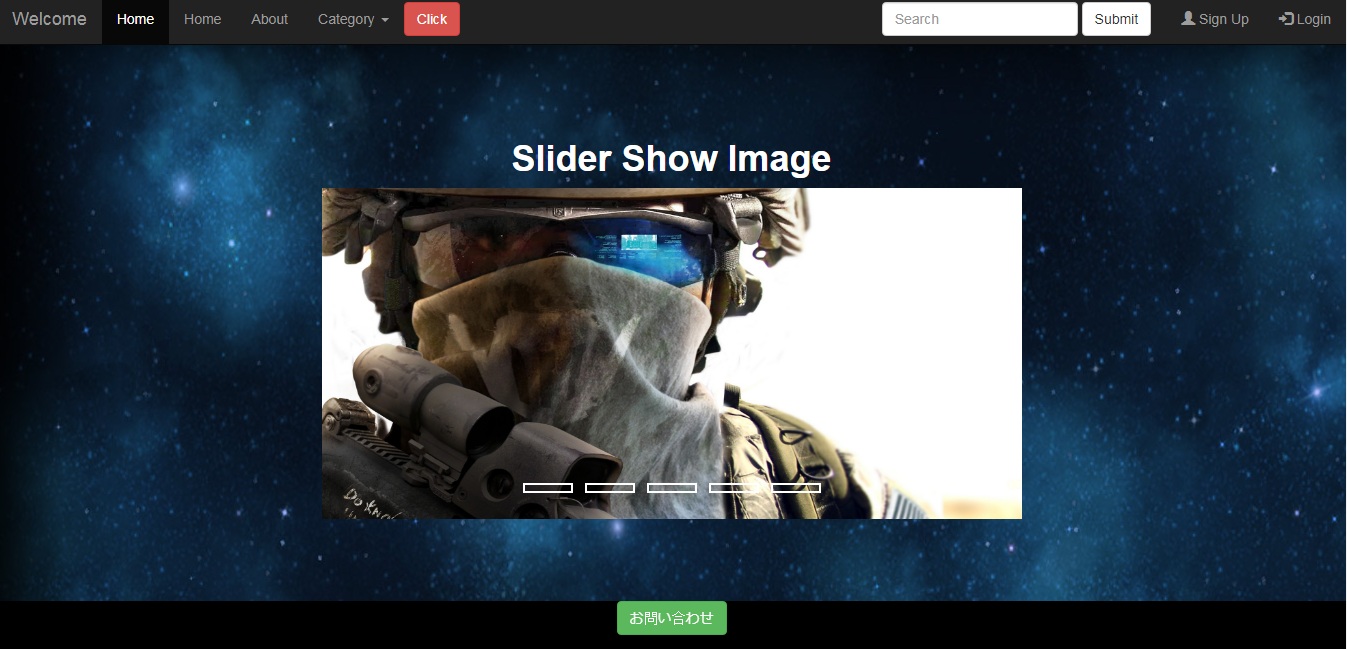 Welcome
Home
Home
About
Category
Click
Search
Submit
Sign Up
Login
Slider Show Image
お問い合わせ